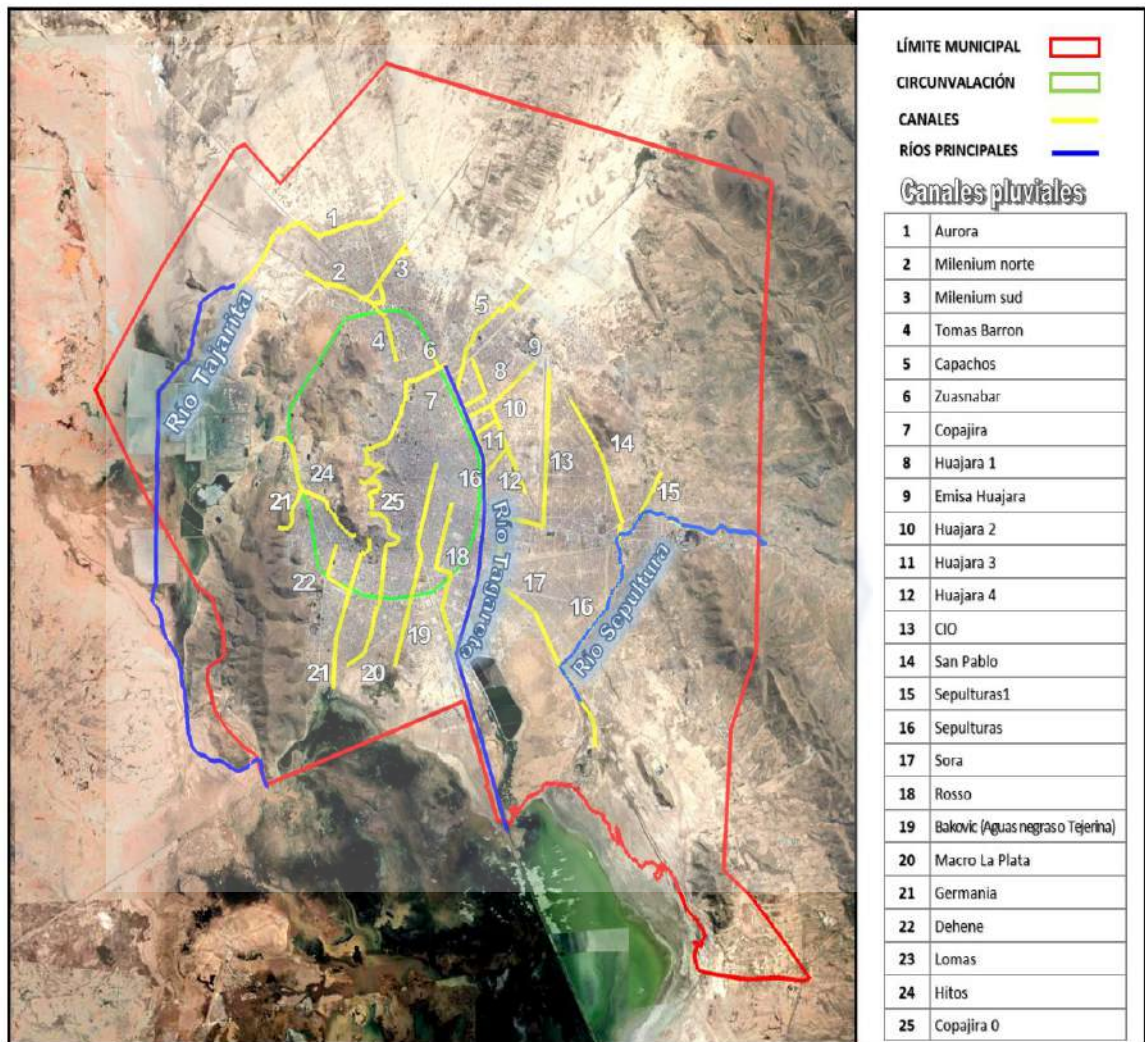 LÍMITE MUNICIPAL
CIRCUNVALACIÓN
CANALES
RÍOS PRINCIPALES
Canales pluviales
1 Aurora
2 Milenium norte
3 Milenium sud
4 Tomas Barron
5 Capachos
6 Zuasnabar
7 Copajira
8 Huajara 1
9 Emisa Huajara
10 Huajara 2
11 Huajara 3
12 Huajara 4
13 CIO
14 San Pablo
15 Sepulturas1
16 Sepulturas
17 Sora
18 Rosso
19 Bakovic (Aguas negras o Tejerina)
20 Macro La Plata
21 Germania
22 Dehene
23 Lomas
24 Hitos
25 Copajira 0
1
2
3
5
Río Tajarita
4
6
9
8
7
10
11
13
14
12
16
15
24
21
25
Río Tagarete
18
22
17
16
Río Sepultura
19
21
20